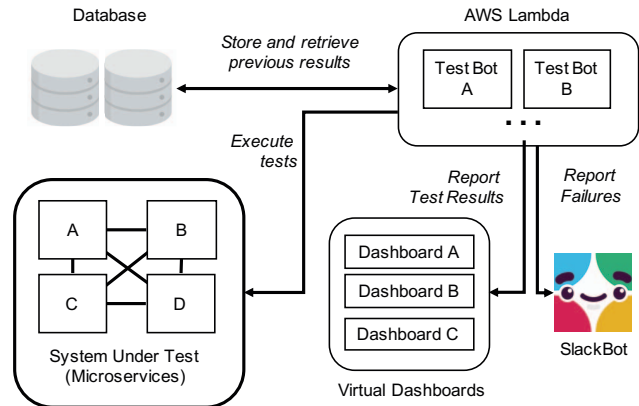 Database
AWS Lambda
Store and retrieve
previous results
Test Bot
A
Test Bot
B
...
Execute
tests
Report
Test Results
Report
Failures
A
B
C
D
System Under Test
(Microservices)
Dashboard A
Dashboard B
Dashboard C
Virtual Dashboards
SlackBot